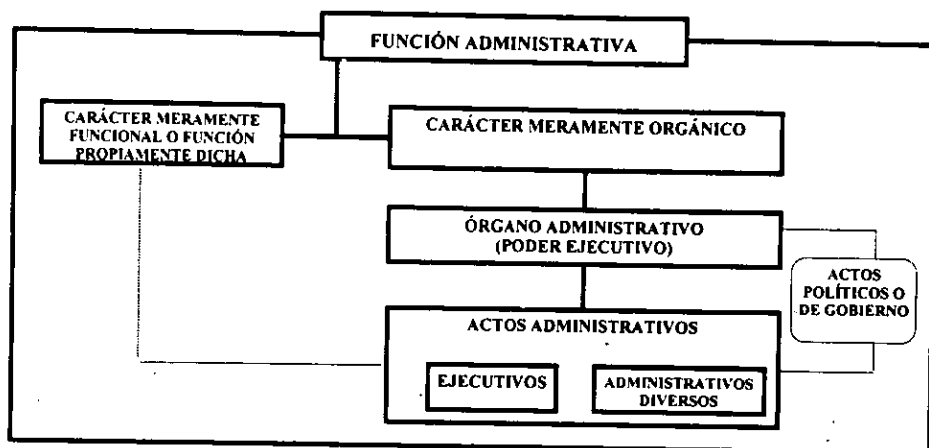 FUNCIÓN ADMINISTRATIVA
CARÁCTER MERAMENTE
FUNCIONAL O FUNCIÓN
PROPIAMENTE DICHA
CARÁCTER MERAMENTE ORGÁNICO
ÓRGANO ADMINISTRATIVO
(PODER EJECUTIVO)
ACTOS
POLÍTICOS O
DE GOBIERNO
ACTOS ADMINISTRATIVOS
EJECUTIVOS
ADMINISTRATIVOS
DIVERSOS